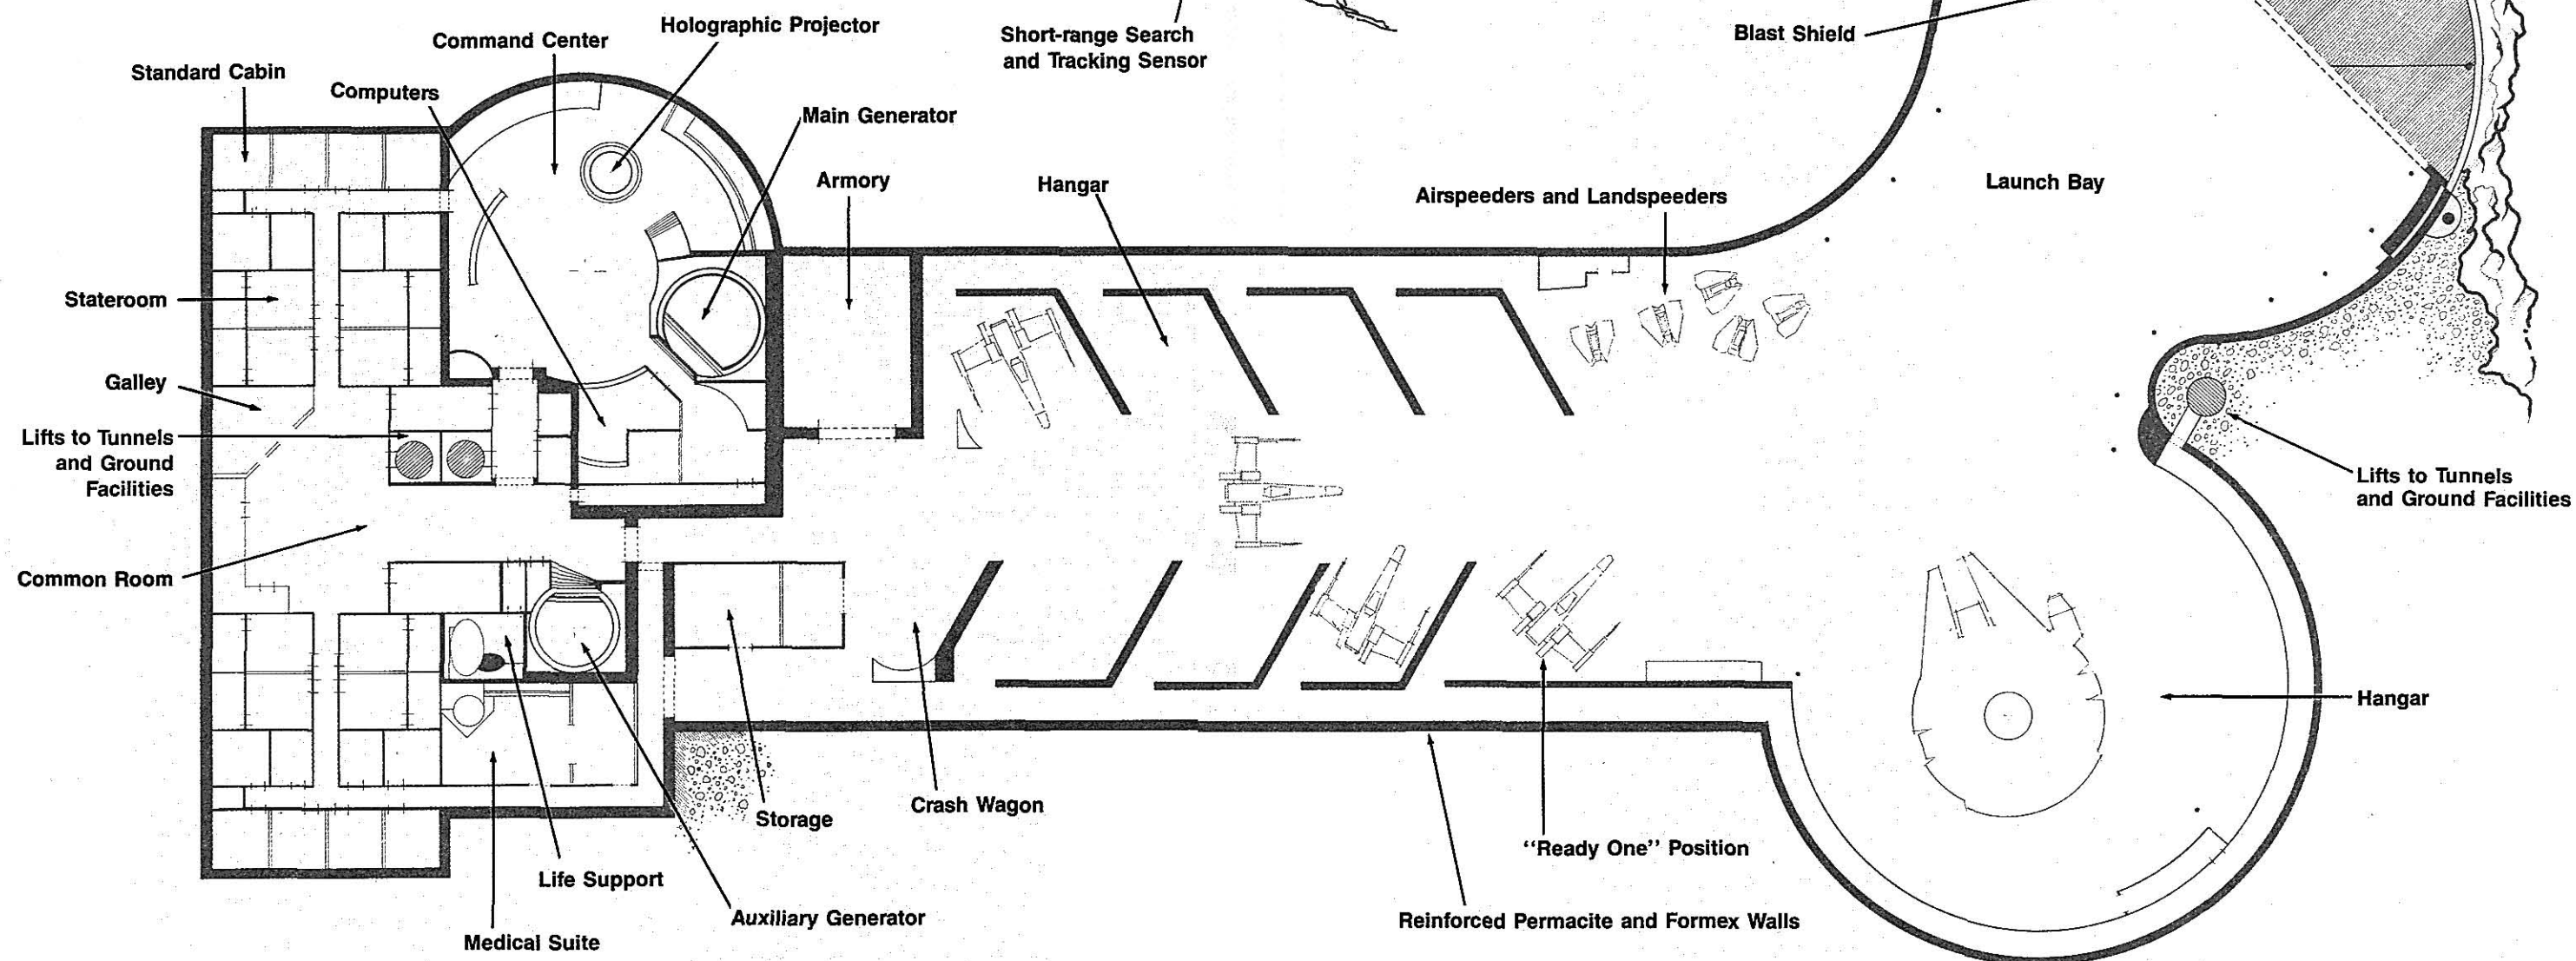 Holographic Projector
Command Center
Short-range Search
and Tracking Sensor
Blast Shield
Standard Cabin
Computers
Main Generator
Armory
Hangar
Airspeeders and Landspeeders
Launch Bay
Stateroom
Galley
Lifts to Tunnels
and Ground
Facilities
Lifts to Tunnels
and Ground Facilities
Common Room
Hangar
Storage
Crash Wagon
"Ready One" Position
Life Support
Auxiliary Generator
Reinforced Permacite and Formex Walls
Medical Suite